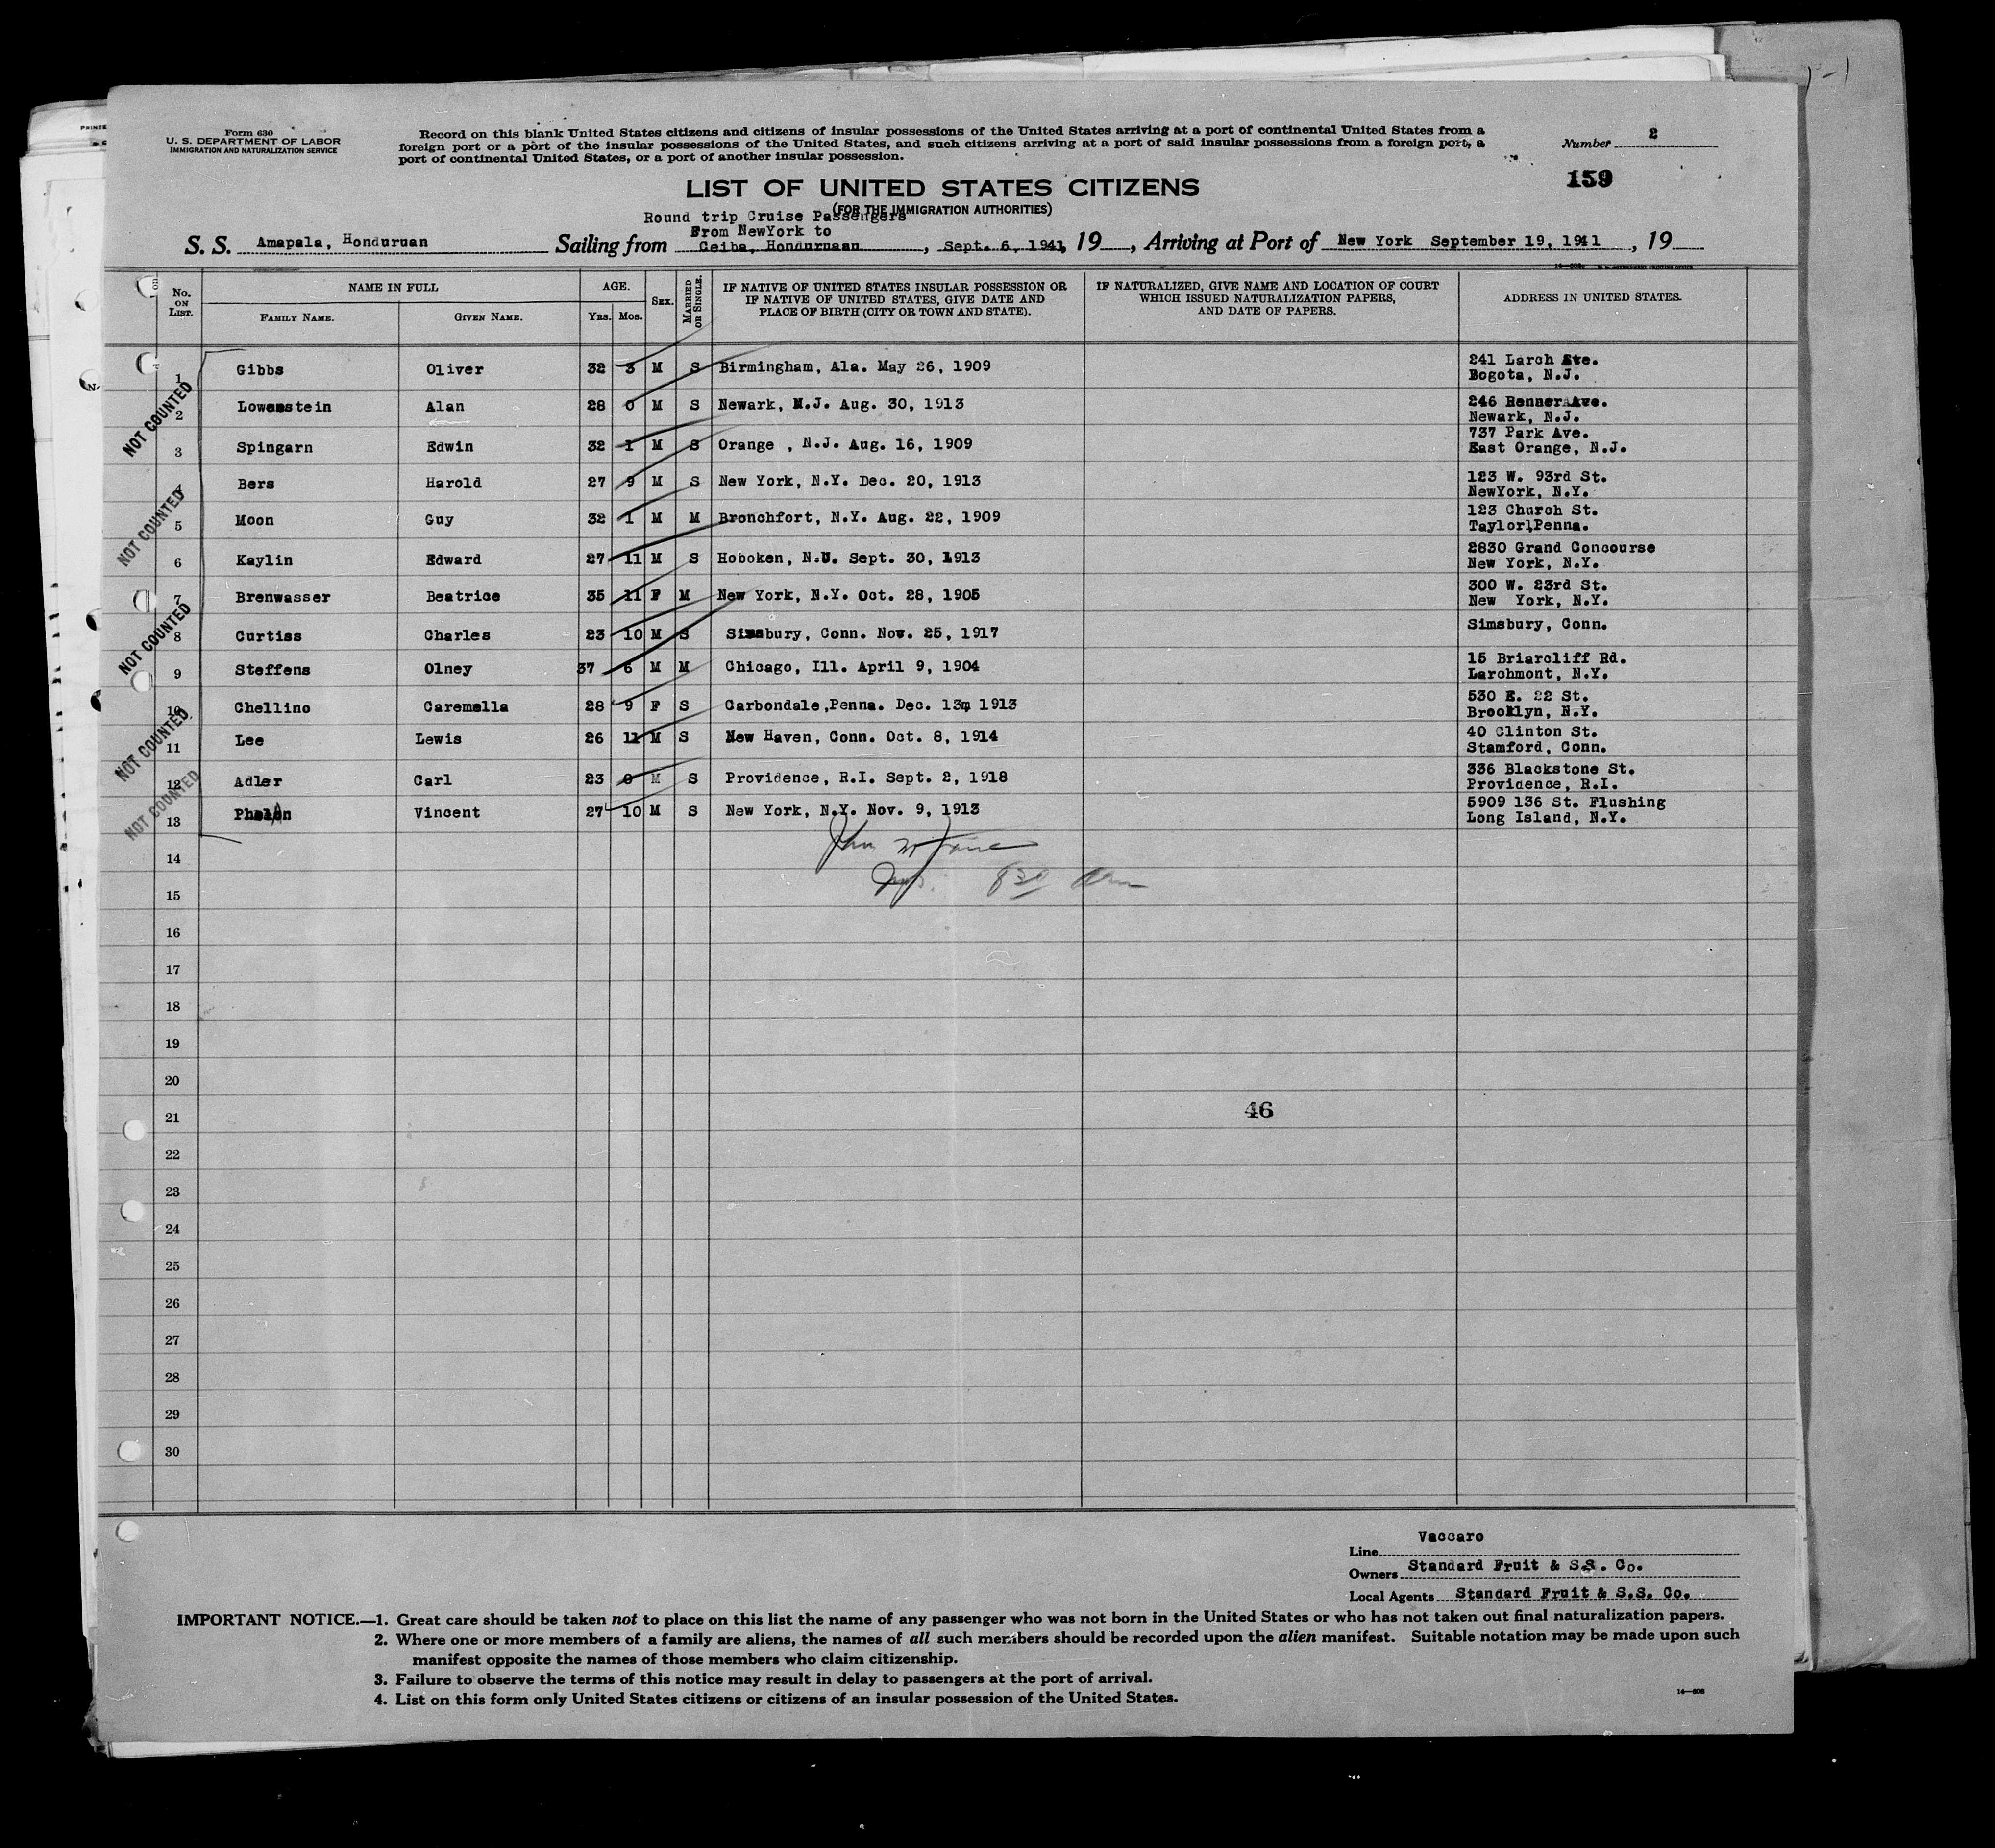 Form 630
U. S. DEPARTMENT OF LABOR
IMMIGRATION AND NATURALIZATION SERVICE
Record on this blank United States citizens and citizens of insular possessions of the United States arriving at a port of continental United States from a
foreign port or a port of the insular possessions of the United States, and such citizens arriving at a port of said insular possessions from a foreign port, a
port of continental United States, or a port of another insular possession.
Number 2
159
LIST OF UNITED STATES CITIZENS
(FOR THE IMMIGRATION AUTHORITIES)
Round trip Cruise Passengers
From NewYork to
S. S. Amapala, Honduruan Sailing from Ceiba, Honduruaan, Sept. 6, 1941, 19, Arriving at Port of New York September 19, 1941, 19
No. ON LIST. NAME IN FULL AGE. SEX. MARRIED OR SINGLE. IF NATIVE OF UNITED STATES INSULAR POSSESSION OR IF NATIVE OF UNITED STATES, GIVE DATE AND PLACE OF BIRTH (CITY OR TOWN AND STATE). IF NATURALIZED, GIVE NAME AND LOCATION OF COURT WHICH ISSUED NATURALIZATION PAPERS, AND DATE OF PAPERS. ADDRESS IN UNITED STATES.
FAMILY NAME. GIVEN NAME. YRS. MOS.
1 Gibbs Oliver 32 3 M S Birmingham, Ala. May 26, 1909 241 Larch
Bogota, N.J.
2 Lowenstein Alan 28 0 M S Newark, N.J. Aug. 30, 1913 246 Renner Ave.
Newark, N.J.
3 Spingarn Edwin 32 1 M S Orange , N.J. Aug. 16, 1909 737 Park Ave.
East Orange, N.J.
4 Bers Harold 27 9 M S New York, N.Y. Dec. 20, 1913 123 W. 93rd St.
NewYork, N.Y.
5 Moon Guy 32 1 M M Bronchfort, N.Y. Aug. 22, 1909 123 Church St.
Taylor,Penna.
6 Kaylin Edward 27 11 M S Hoboken, N.J. Sept. 30, 1913 2830 Grand Concourse
New York, N.Y.
7 Brenwasser Beatrice 35 11 F M New York, N.Y. Oct. 28, 1905 300 W. 23rd St.
New York, N.Y.
8 Curtiss Charles 23 10 M S Simsbury, Conn. Nov. 25, 1917 Simsbury, Conn.
9 Steffens Olney 37 6 M M Chicago, Ill. April 9, 1904 15 Briarcliff Rd.
Larchmont, N.Y.
10 Chellino Caremella 28 9 F S Carbondale,Penna. Dec. 13, 1913 530 E. 22 St.
Brooklyn, N.Y.
11 Lee Lewis 26 11 M S New Haven, Conn. Oct. 8, 1914 40 Clinton St.
Stamford, Conn.
12 Adler Carl 23 0 M S Providence, R.I. Sept. 2, 1918 336 Blackstone St.
Providence, R.I.
13 Vincent 27 10 M S New York, N.Y. Nov. 9, 1913 5909 136 St. Flushing
Long Island, N.Y.
NOT COUNTED
NOT COUNTED
NOT COUNTED
NOT COUNTED
NOT COUNTED
14
8 30
15
16
17
18
19
20
21
46
22
23
24
25
26
27
28
29
30
Line Vaccaro
Owners Standard Fruit & S.S. Co.
Local Agents Standard Fruit & S.S. Co.
IMPORTANT NOTICE.—1. Great care should be taken not to place on this list the name of any passenger who was not born in the United States or who has not taken out final naturalization papers.
2. Where one or more members of a family are aliens, the names of all such members should be recorded upon the alien manifest. Suitable notation may be made upon such
manifest opposite the names of those members who claim citizenship.
3. Failure to observe the terms of this notice may result in delay to passengers at the port of arrival.
4. List on this form only United States citizens or citizens of an insular possession of the United States.